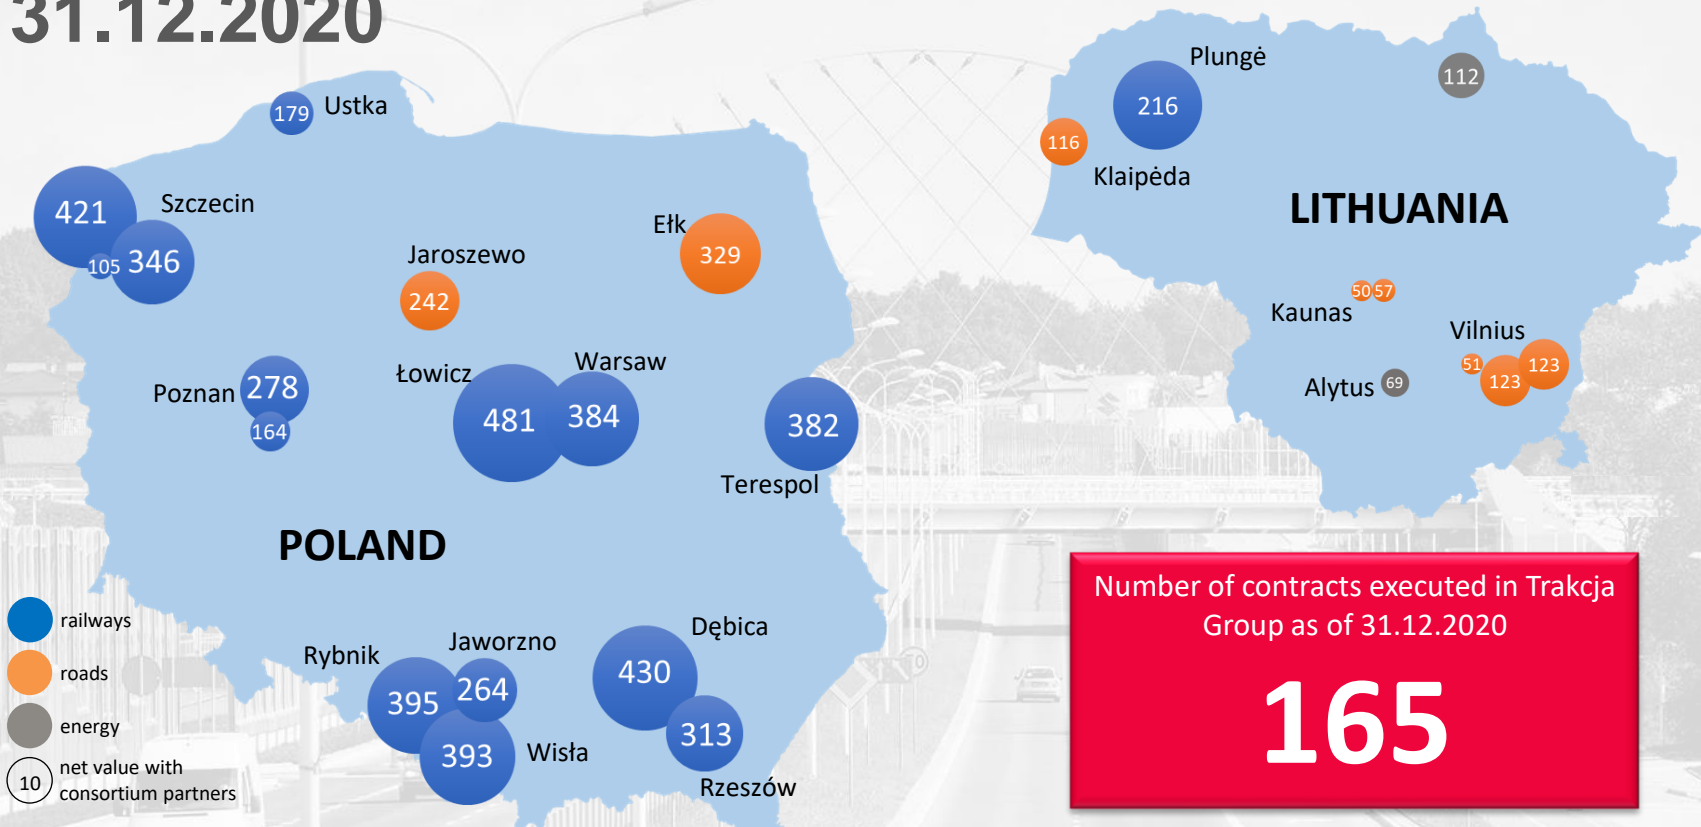 31.12.2020
179 Ustka
421
Szczecin
105 346
Jaroszewo
242
Ełk
329
Poznan 278
164
Łowicz
Warsaw
481 384
382
Terespol
POLAND
Rybnik
Jaworzno
395 264
393 Wisła
Dębica
430
313
Rzeszów
railways
roads
energy
10 net value with
consortium partners
Plungė
216
112
116
Klaipėda
LITHUANIA
50 57
Kaunas
Vilnius
51 123 123
Alytus 69
Number of contracts executed in Trakcja
Group as of 31.12.2020
165